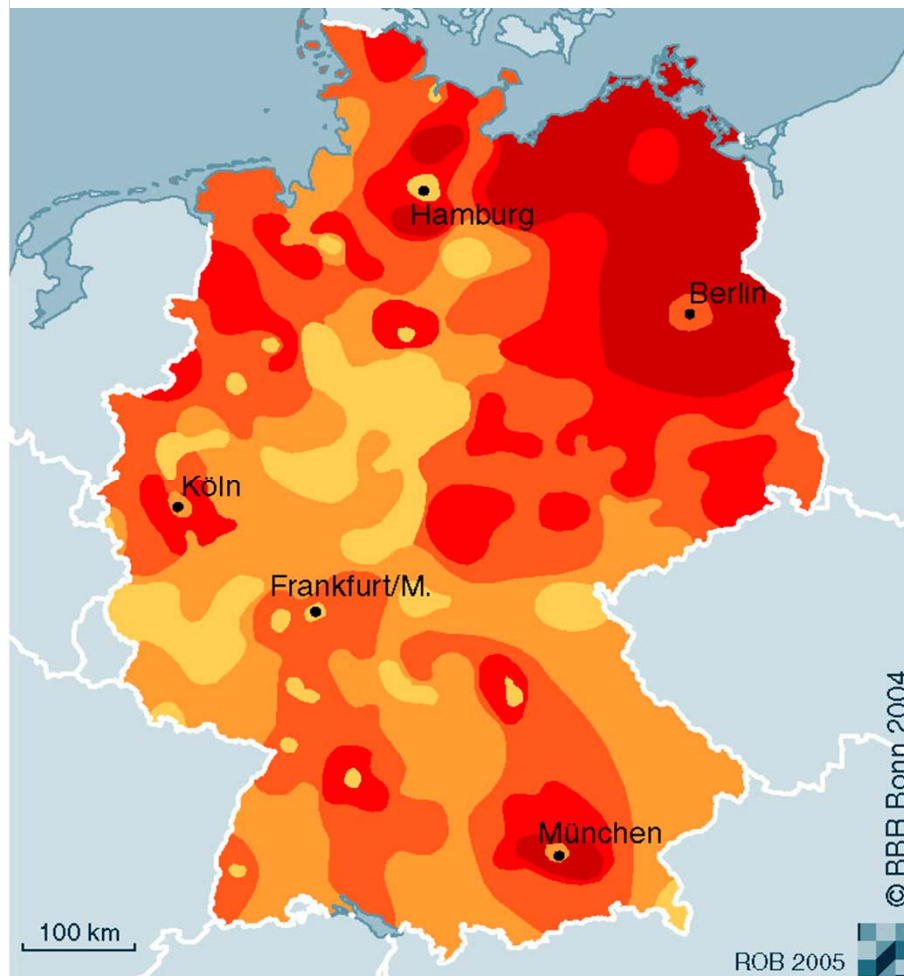 Hamburg
Berlin
Köln
Frankfurt/M.
München
100 km
© BBR Bonn 2004
ROB 2005